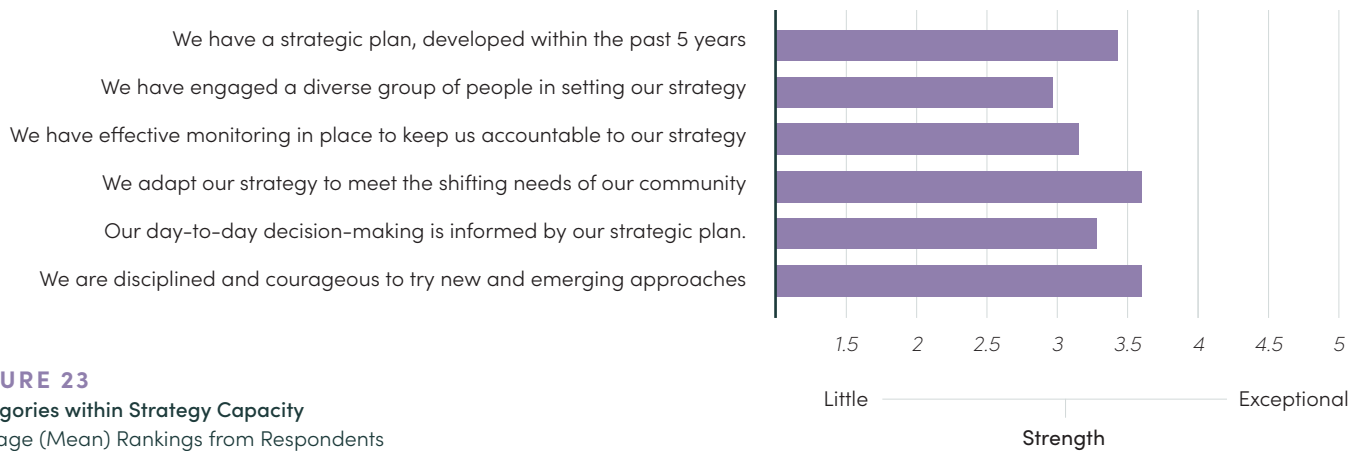 We have a strategic plan, developed within the past 5 years
We have engaged a diverse group of people in setting our strategy
We have effective monitoring in place to keep us accountable to our strategy
We adapt our strategy to meet the shifting needs of our community
Our day-to-day decision-making is informed by our strategic plan.
We are disciplined and courageous to try new and emerging approaches
1.5 2 2.5 3 3.5 4 4.5 5
Little Exceptional
Strength
URE 23
gories within Strategy Capacity
age (Mean) Rankings from Respondents